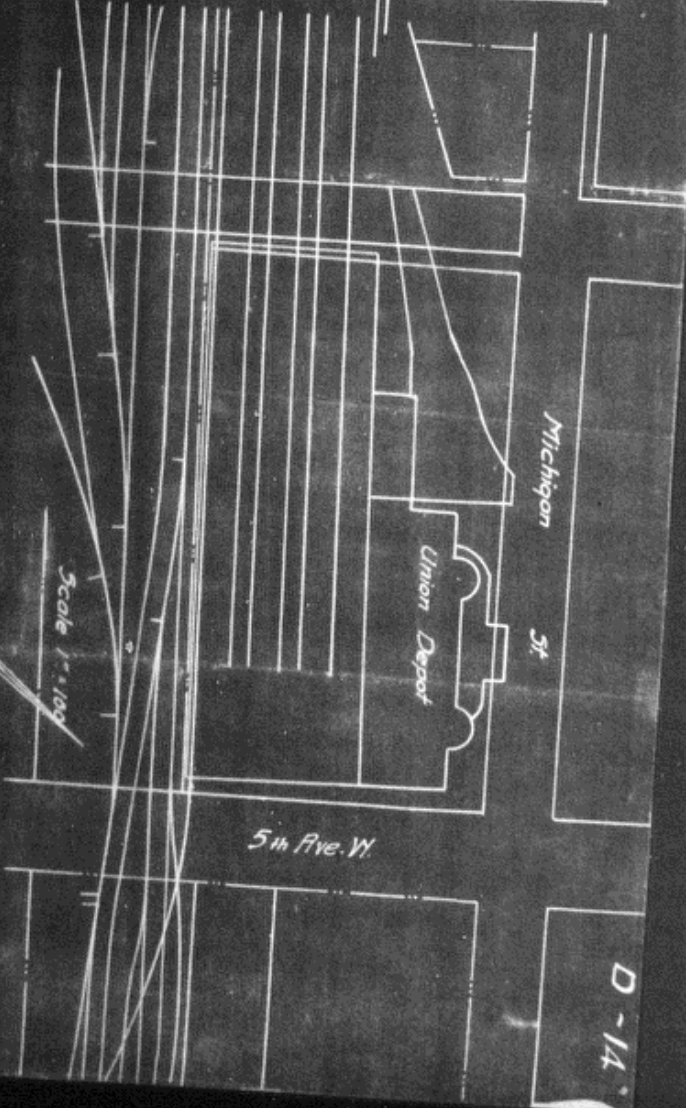 Michigan St.
Union Depot
Scale 1"=100'
5th Ave. W.
D-14